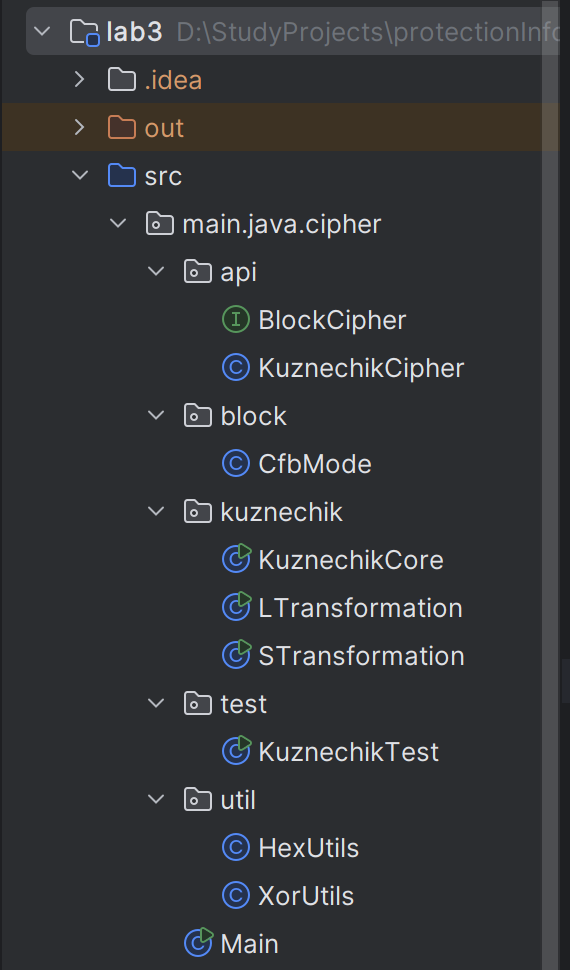 lab3 D:\StudyProjects\protectionInfo
.idea
out
src
main.java.cipher
api
BlockCipher
KuznechikCipher
block
CfbMode
kuznechik
KuznechikCore
LTransformation
STransformation
test
KuznechikTest
util
HexUtils
XorUtils
Main